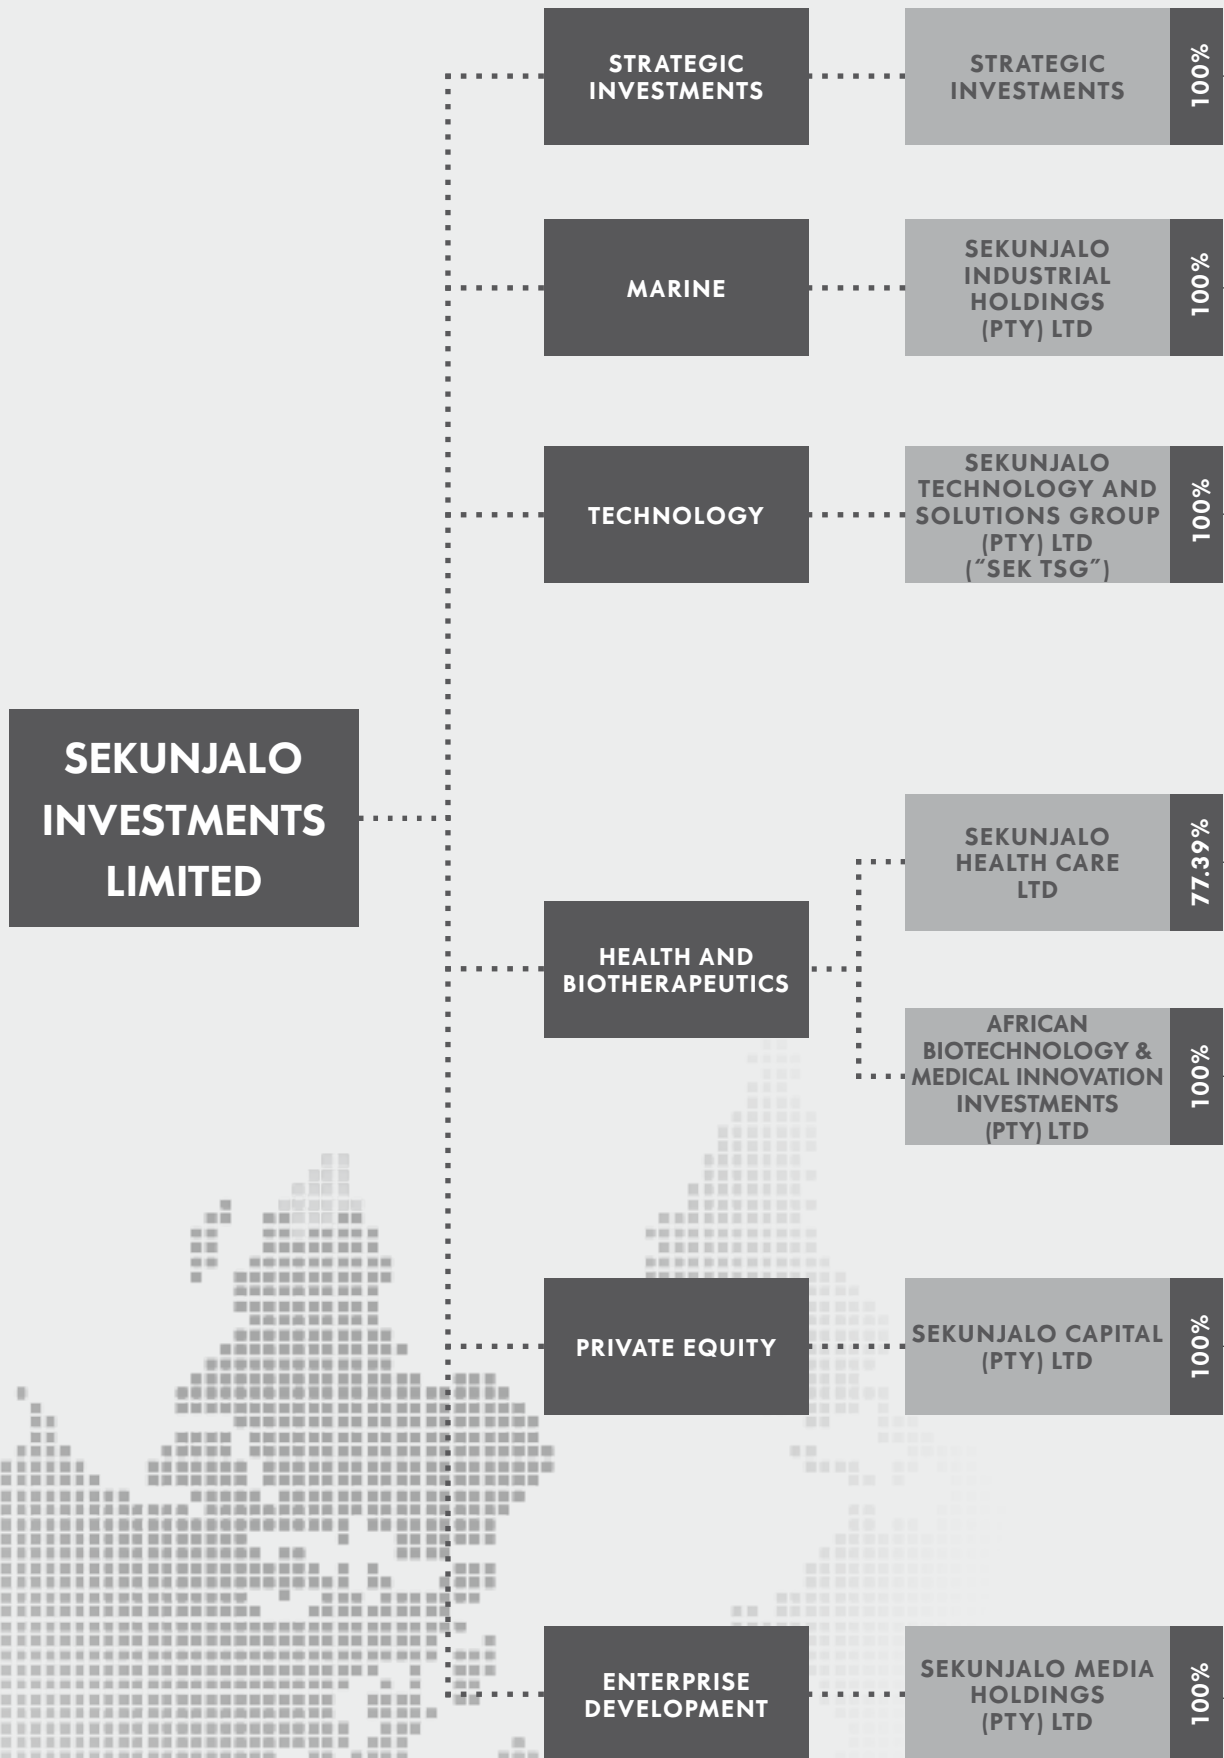 STRATEGIC
INVESTMENTS
STRATEGIC
INVESTMENTS
100%
MARINE
SEKUNJALO
INDUSTRIAL
HOLDINGS
(PTY) LTD
100%
TECHNOLOGY
SEKUNJALO
TECHNOLOGY AND
SOLUTIONS GROUP
(PTY) LTD
(“SEK TSG”)
100%
SEKUNJALO
INVESTMENTS
LIMITED
HEALTH AND
BIOTHERAPEUTICS
SEKUNJALO
HEALTH CARE
LTD
77.39%
AFRICAN
BIOTECHNOLOGY &
MEDICAL INNOVATION
INVESTMENTS
(PTY) LTD
100%
PRIVATE EQUITY
SEKUNJALO CAPITAL
(PTY) LTD
100%
ENTERPRISE
DEVELOPMENT
SEKUNJALO MEDIA
HOLDINGS
(PTY) LTD
100%